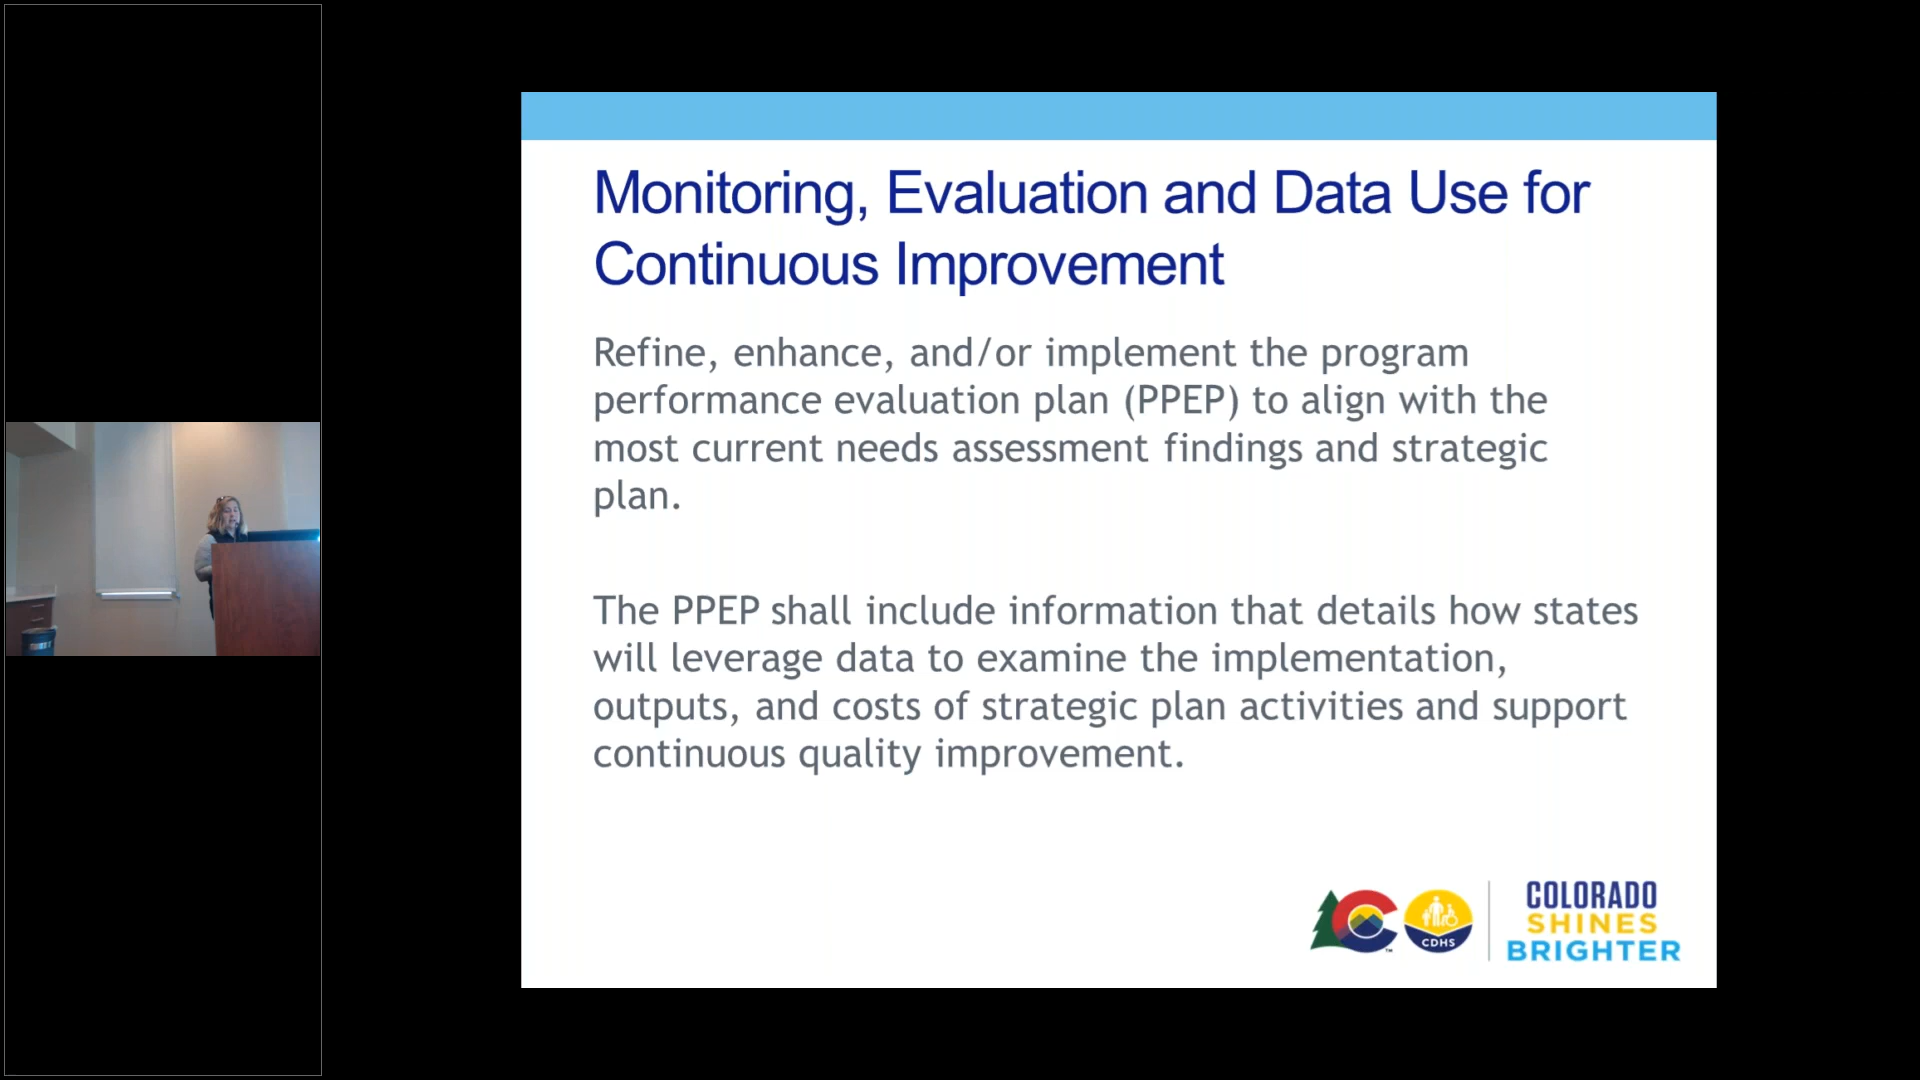 Monitoring, Evaluation and Data Use for
Continuous Improvement
Refine, enhance, and/or implement the program
performance evaluation plan (PPEP) to align with the
most current needs assessment findings and strategic
plan.
The PPEP shall include information that details how states
will leverage data to examine the implementation,
outputs, and costs of strategic plan activities and support
continuous quality improvement.
CDHS
COLORADO
SHINES
BRIGHTER